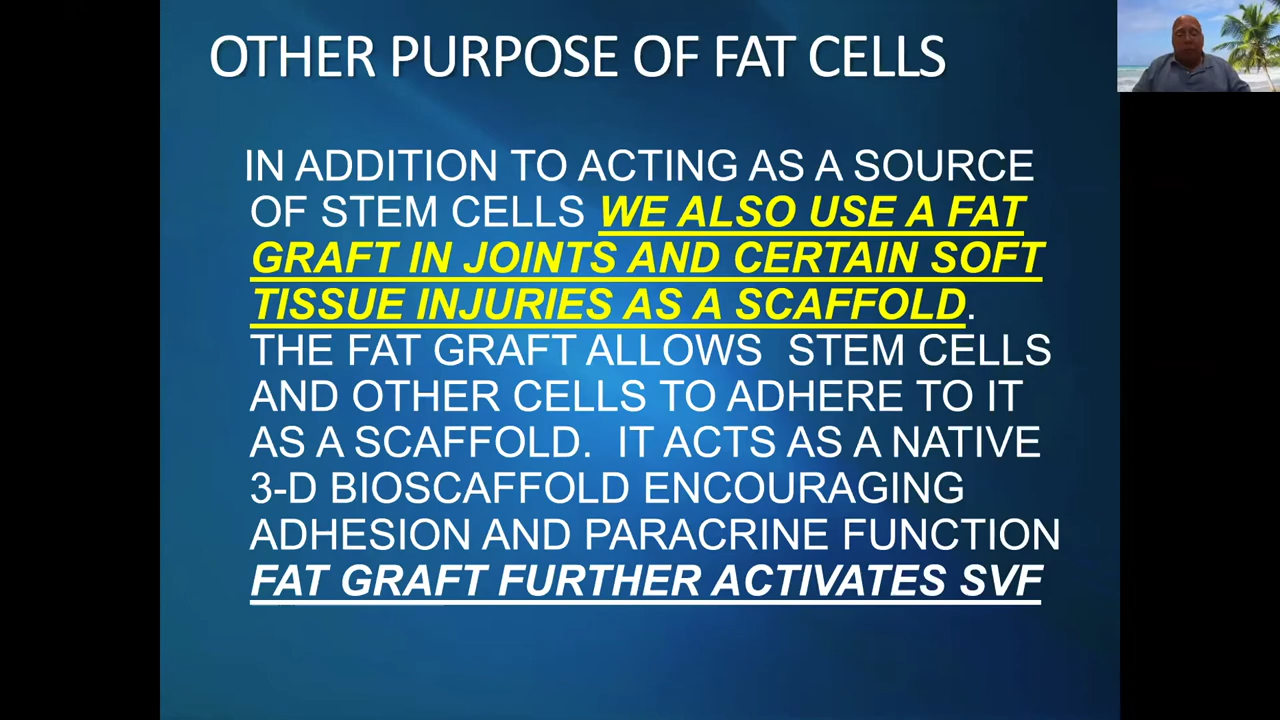 OTHER PURPOSE OF FAT CELLS
IN ADDITION TO ACTING AS A SOURCE
OF STEM CELLS WE ALSO USE A FAT
GRAFT IN JOINTS AND CERTAIN SOFT
TISSUE INJURIES AS A SCAFFOLD.
THE FAT GRAFT ALLOWS STEM CELLS
AND OTHER CELLS TO ADHERE TO IT
AS A SCAFFOLD. IT ACTS AS A NATIVE
3-D BIOSCAFFOLD ENCOURAGING
ADHESION AND PARACRINE FUNCTION
FAT GRAFT FURTHER ACTIVATES SVF